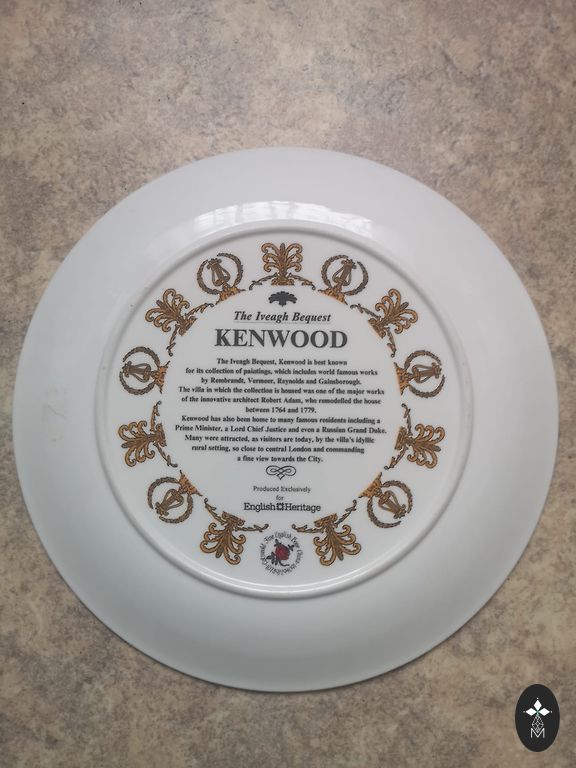 The Iveagh Bequest
KENWOOD
The Iveagh Bequest, Kenwood is best known
for its collection of paintings, which includes world famous works
by Rembrandt, Vermeer, Reynolds and Gainsborough.
The villa in which the collection is housed was one of the major works
of the innovative architect Robert Adam, who remodelled the house
between 1764 and 1779.
Kenwood has also been home to many famous residents including a
Prime Minister, a Lord Chief Justice and even a Russian Grand Duke.
Many were attracted, as visitors are today, by the villa's idyllic
rural setting, so close to central London and commanding
a fine view towards the City.
Produced Exclusively
for
English Heritage
Fine English Bone China
M